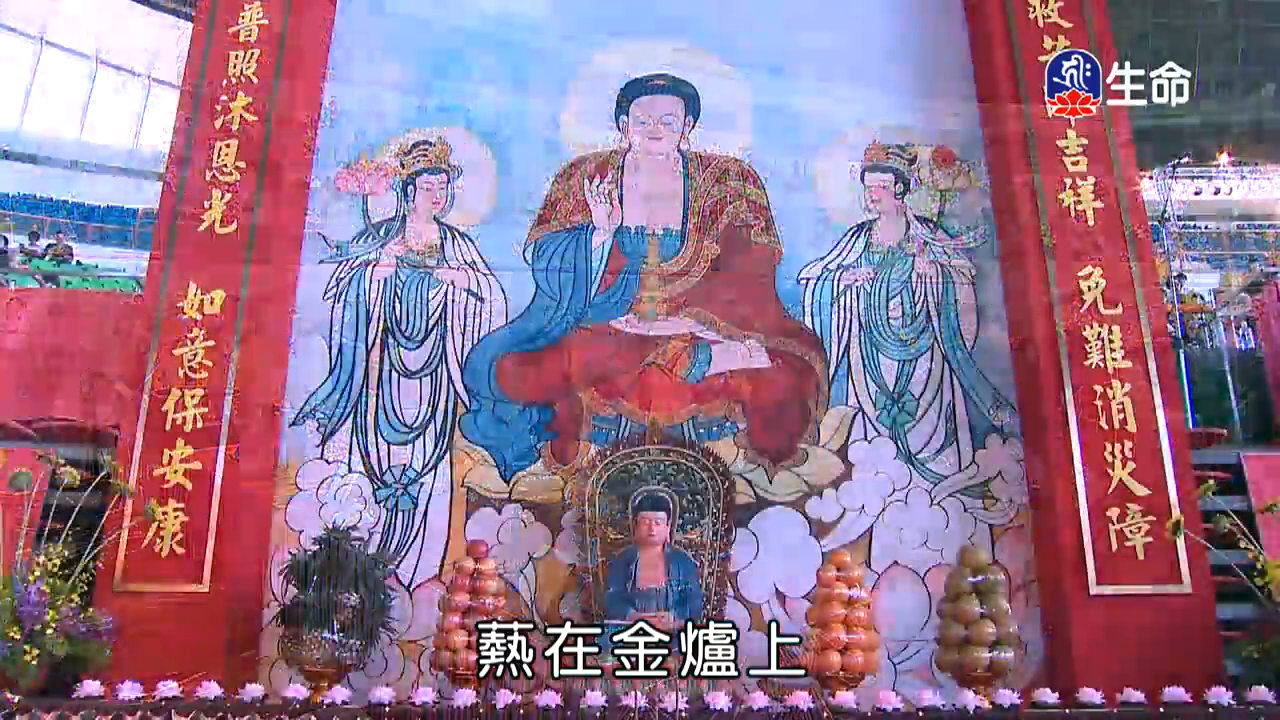 普照沐恩光 如意保安康
吉祥 免難消災障
生命
爇在金爐上